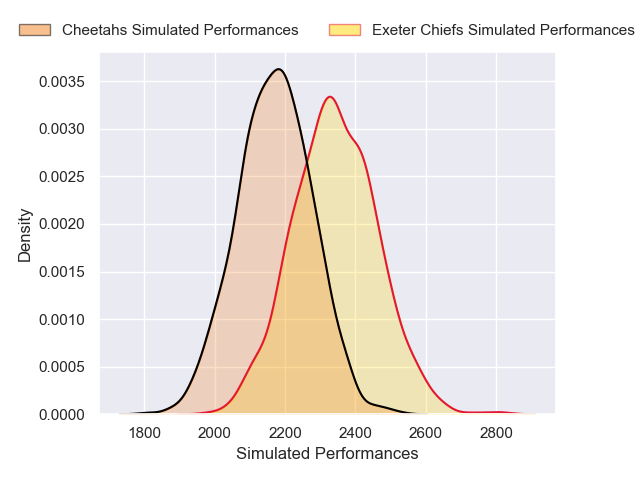 Cheetahs Simulated Performances
Exeter Chiefs Simulated Performances
Density
0.0035
0.0030
0.0025
0.0020
0.0015
0.0010
0.0005
0.0000
1800 2000 2200 2400 2600 2800
Simulated Performances